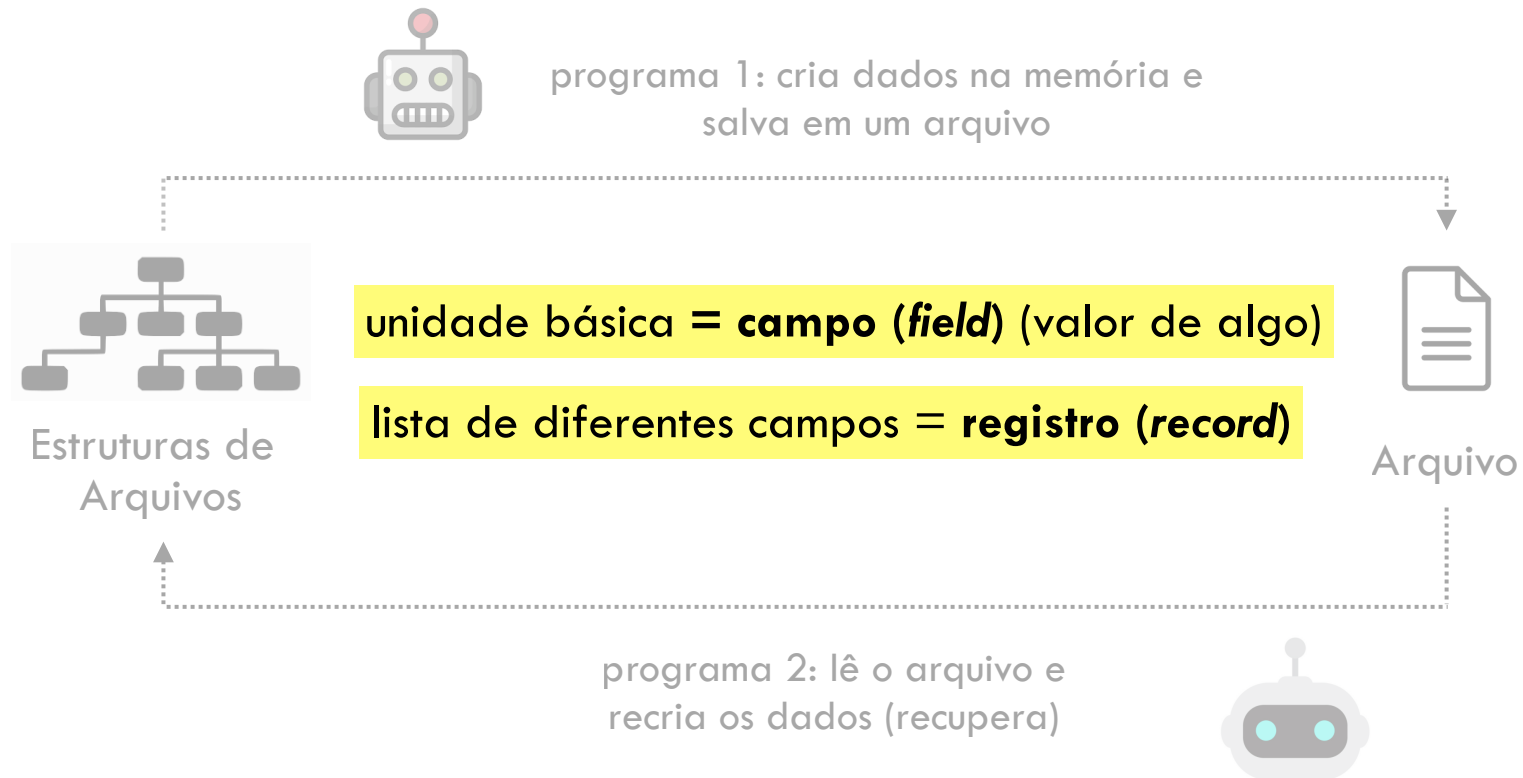 programa 1: cria dados na memória e
salva em um arquivo
unidade básica = campo (field) (valor de algo)
lista de diferentes campos = registro (record)
Estruturas de
Arquivos
Arquivo
programa 2: lê o arquivo e
recria os dados (recupera)